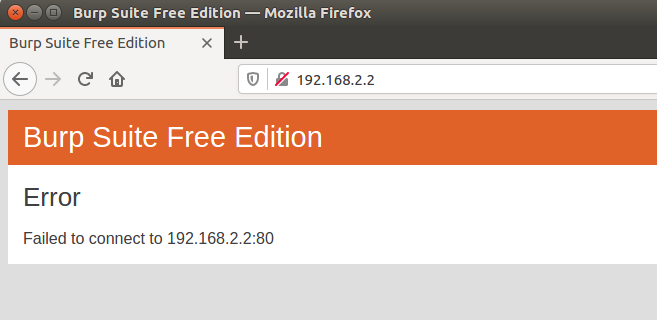 Burp Suite Free Edition — Mozilla Firefox
Burp Suite Free Edition
192.168.2.2
Burp Suite Free Edition
Error
Failed to connect to 192.168.2.2:80